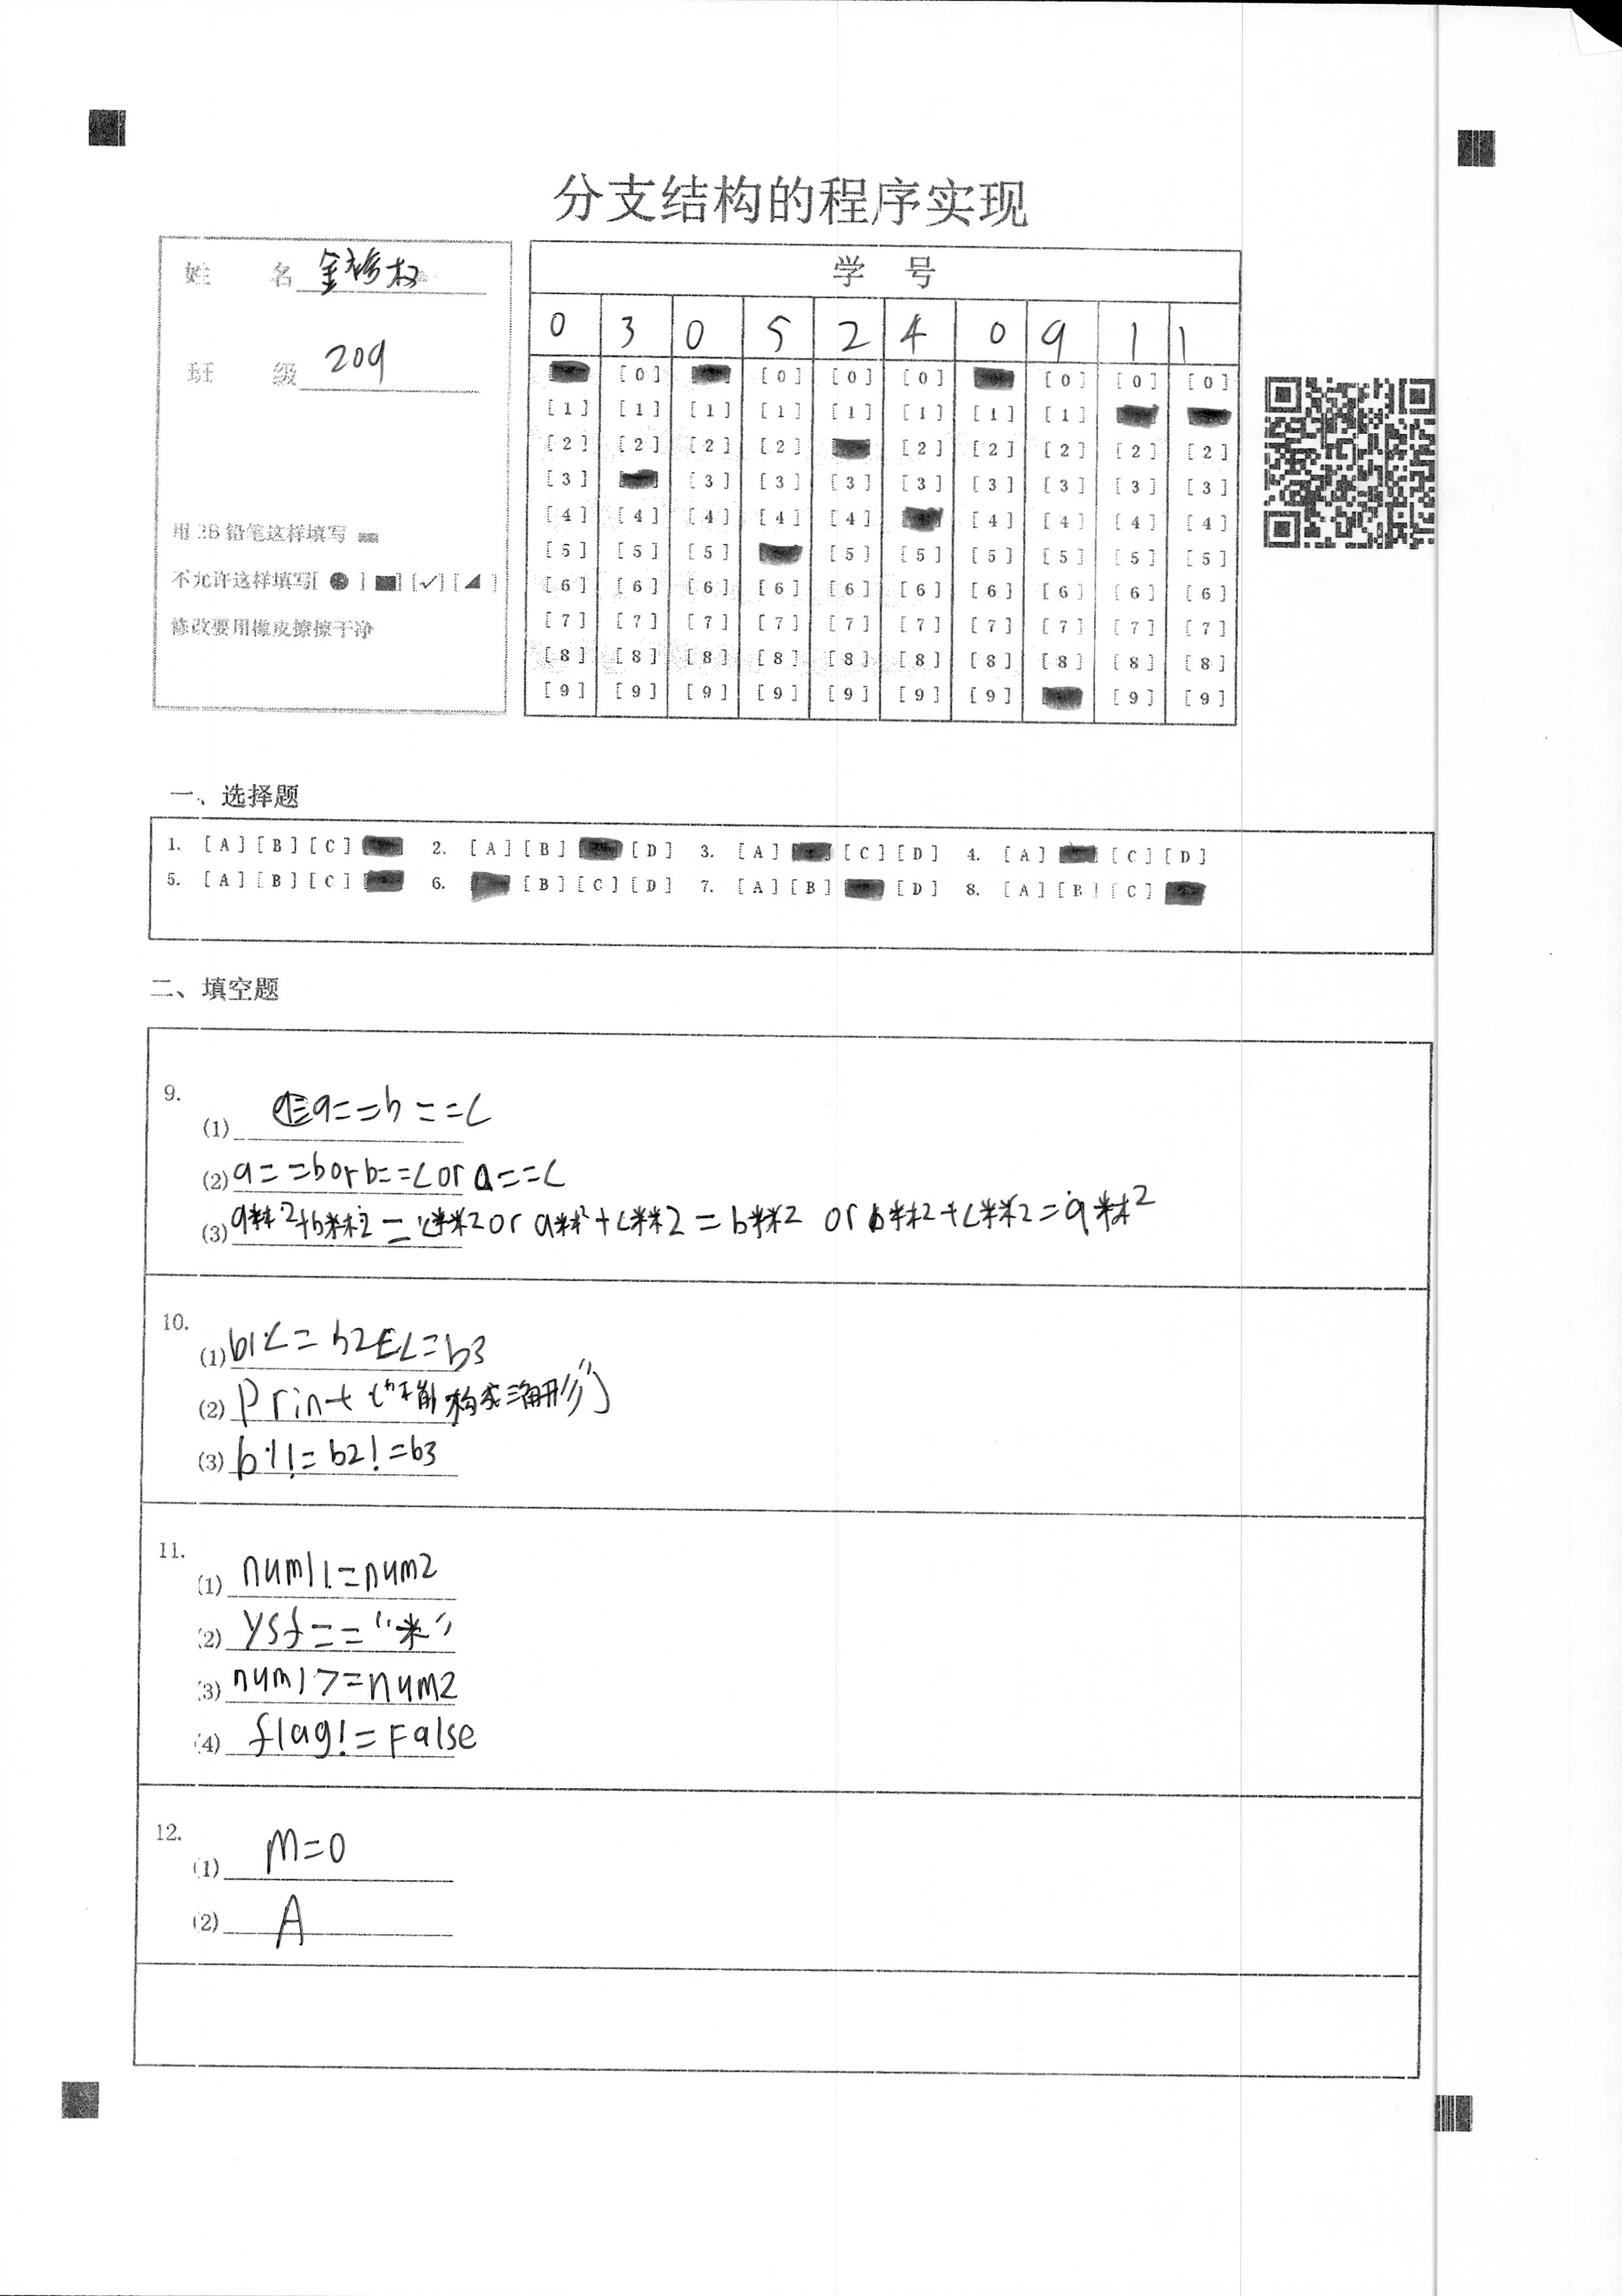 分支结构的程序实现
姓 名 金
班 级 209
用 2B 铅笔这样填写
不允许这样填写[ ● ] ■] [✓] [◢ ]
修改要用橡皮擦擦干净
学 号
0 3 0 5 2 4 0 9 1 1
[0] [0] [0] [0] [0] [0] [0]
[1] [1] [1] [1] [1] [1] [1] [1]
[2] [2] [2] [2] [2] [2] [2] [2] [2]
[3] [3] [3] [3] [3] [3] [3] [3] [3]
[4] [4] [4] [4] [4] [4] [4] [4] [4]
[5] [5] [5] [5] [5] [5] [5] [5] [5]
[6] [6] [6] [6] [6] [6] [6] [6] [6] [6]
[7] [7] [7] [7] [7] [7] [7] [7] [7] [7]
[8] [8] [8] [8] [8] [8] [8] [8] [8] [8]
[9] [9] [9] [9] [9] [9] [9] [9] [9]
一、选择题
1. [A] [B] [C] 2. [A] [B] [D] 3. [A] [C] [D] 4. [A] [C] [D]
5. [A] [B] [C] 6. [B] [C] [D] 7. [A] [B] [D] 8. [A] [B] [C]
二、填空题
9.
(1) a==b==c
(2) a==b or b==c or a==c
(3) a**2+b**2=c**2 or a**2+c**2=b**2 or b**2+c**2=a**2
10.
(1) b1<=b2<=b3
(2) print("不能构成三角形")
(3) b1!=b2!=b3
11.
(1) num1!=num2
(2) ysf=="*"
(3) num1>=num2
(4) flag!=False
12.
(1) m=0
(2) A